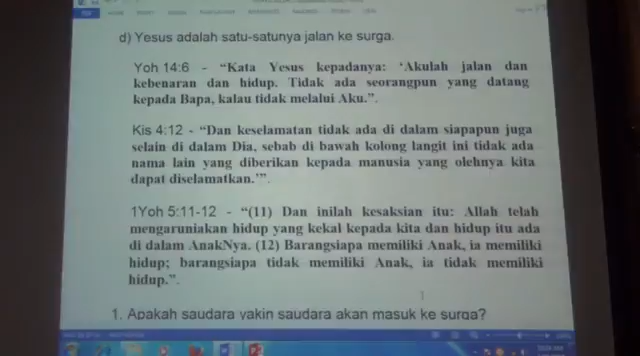 d) Yesus adalah satu-satunya jalan ke surga.
Yoh 14:6 - “Kata Yesus kepadanya: ‘Akulah jalan dan
kebenaran dan hidup. Tidak ada seorangpun yang datang
kepada Bapa, kalau tidak melalui Aku.”.
Kis 4:12 - “Dan keselamatan tidak ada di dalam siapapun juga
selain di dalam Dia, sebab di bawah kolong langit ini tidak ada
nama lain yang diberikan kepada manusia yang olehnya kita
dapat diselamatkan.’”.
1Yoh 5:11-12 - “(11) Dan inilah kesaksian itu: Allah telah
mengaruniakan hidup yang kekal kepada kita dan hidup itu ada
di dalam AnakNya. (12) Barangsiapa memiliki Anak, ia memiliki
hidup; barangsiapa tidak memiliki Anak, ia tidak memiliki
hidup.”.
1. Apakah saudara yakin saudara akan masuk ke surga?